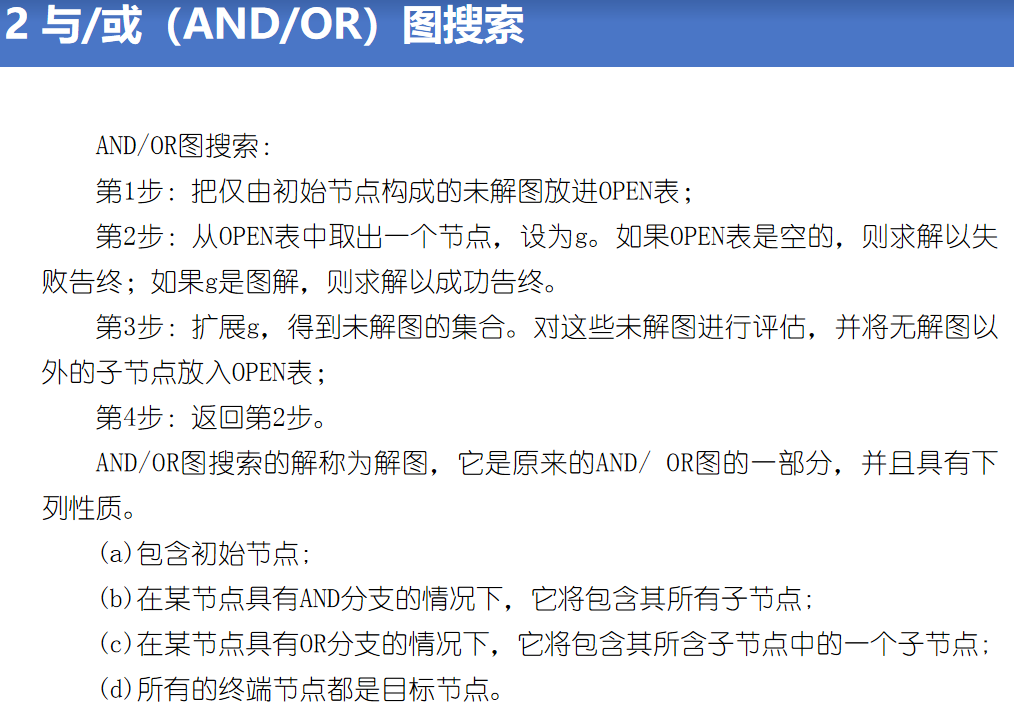 2 与/或（AND/OR）图搜索
AND/OR图搜索：
第1步：把仅由初始节点构成的未解图放进OPEN表；
第2步：从OPEN表中取出一个节点，设为g。如果OPEN表是空的，则求解以失
败告终；如果g是图解，则求解以成功告终。
第3步：扩展g，得到未解图的集合。对这些未解图进行评估，并将无解图以
外的子节点放入OPEN表；
第4步：返回第2步。
AND/OR图搜索的解称为解图，它是原来的AND/ OR图的一部分，并且具有下
列性质。
(a)包含初始节点;
(b)在某节点具有AND分支的情况下，它将包含其所有子节点;
(c)在某节点具有OR分支的情况下，它将包含其所含子节点中的一个子节点;
(d)所有的终端节点都是目标节点。